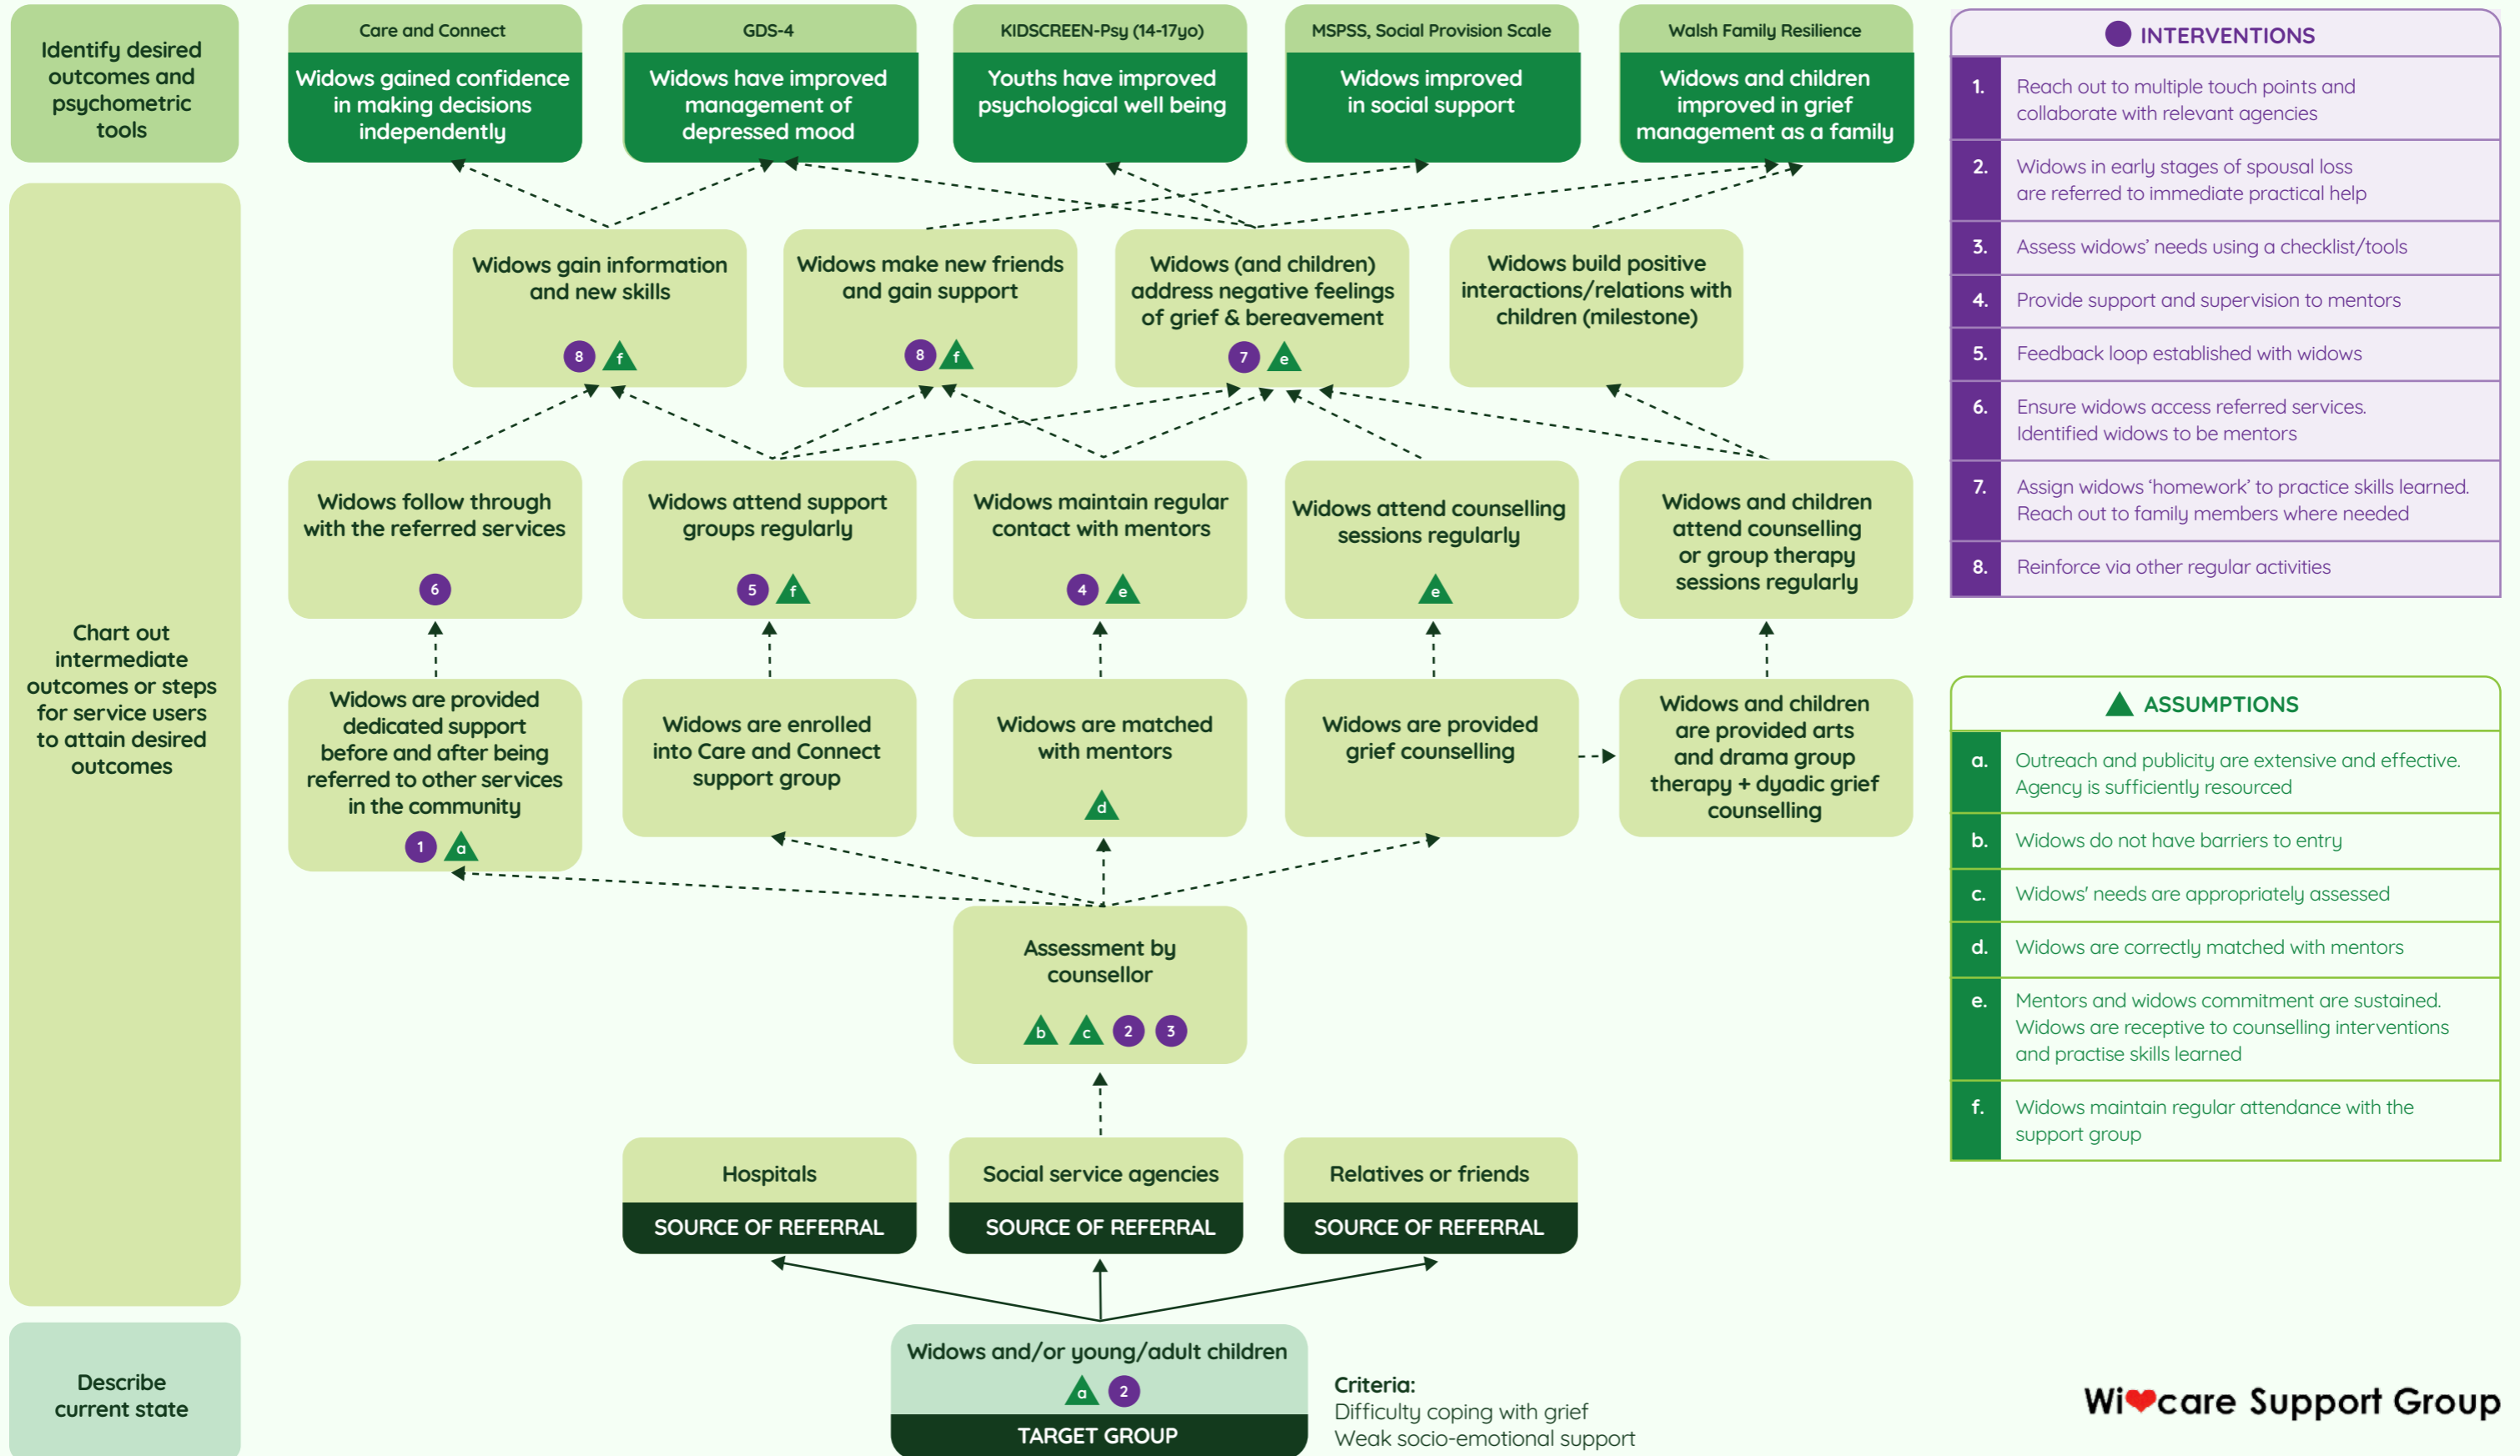 Identify desired
outcomes and
psychometric
tools
Care and Connect
Widows gained confidence
in making decisions
independently
GDS-4
Widows have improved
management of
depressed mood
KIDSCREEN-Psy (14-17yo)
Youths have improved
psychological well being
MSPSS, Social Provision Scale
Widows improved
in social support
Walsh Family Resilience
Widows and children
improved in grief
management as a family
Chart out
intermediate
outcomes or steps
for service users
to attain desired
outcomes
Widows gain information
and new skills
8 f
Widows make new friends
and gain support
8 f
Widows (and children)
address negative feelings
of grief & bereavement
7 e
Widows build positive
interactions/relations with
children (milestone)
Widows follow through
with the referred services
6
Widows attend support
groups regularly
5 f
Widows maintain regular
contact with mentors
4 e
Widows attend counselling
sessions regularly
e
Widows and children
attend counselling
or group therapy
sessions regularly
Widows are provided
dedicated support
before and after being
referred to other services
in the community
1 a
Widows are enrolled
into Care and Connect
support group
Widows are matched
with mentors
d
Widows are provided
grief counselling
Widows and children
are provided arts
and drama group
therapy + dyadic grief
counselling
Assessment by
counsellor
b c 2 3
Hospitals
SOURCE OF REFERRAL
Social service agencies
SOURCE OF REFERRAL
Relatives or friends
SOURCE OF REFERRAL
Describe
current state
Widows and/or young/adult children
a 2
TARGET GROUP
Criteria:
Difficulty coping with grief
Weak socio-emotional support
INTERVENTIONS
1. Reach out to multiple touch points and
collaborate with relevant agencies
2. Widows in early stages of spousal loss
are referred to immediate practical help
3. Assess widows’ needs using a checklist/tools
4. Provide support and supervision to mentors
5. Feedback loop established with widows
6. Ensure widows access referred services.
Identified widows to be mentors
7. Assign widows ‘homework’ to practice skills learned.
Reach out to family members where needed
8. Reinforce via other regular activities
ASSUMPTIONS
a. Outreach and publicity are extensive and effective.
Agency is sufficiently resourced
b. Widows do not have barriers to entry
c. Widows' needs are appropriately assessed
d. Widows are correctly matched with mentors
e. Mentors and widows commitment are sustained.
Widows are receptive to counselling interventions
and practise skills learned
f. Widows maintain regular attendance with the
support group
Wi❤care Support Group